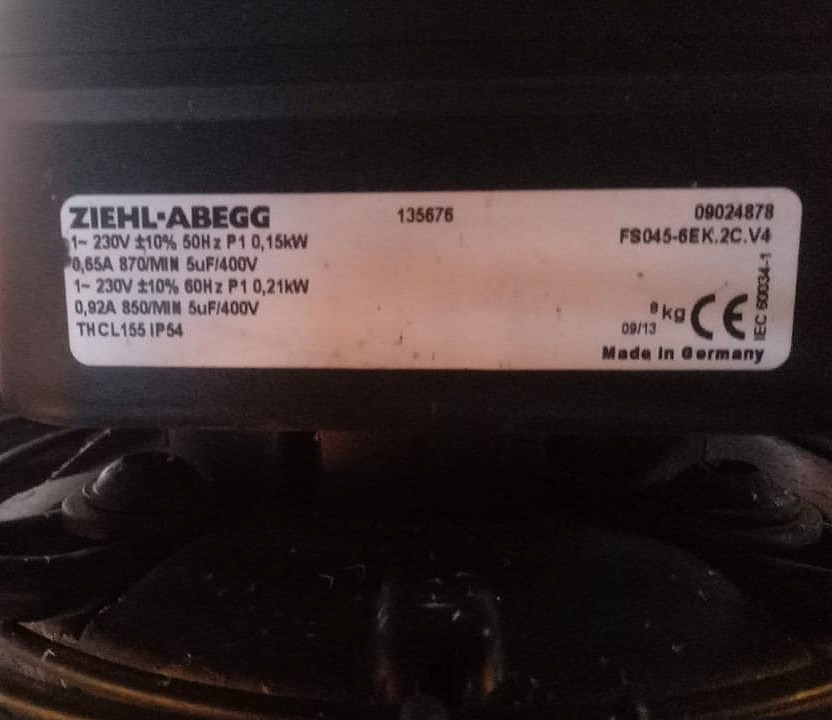 ZIEHL-ABEGG 135676 09024878
1~ 230V ±10% 50Hz P1 0,15kW FS045-6EK.2C.V4
0,65A 870/MIN 5uF/400V
1~ 230V ±10% 60Hz P1 0,21kW
0,92A 850/MIN 5uF/400V
THCL155 IP54
8kg CE
09/13
IEC 60034-1
Made in Germany